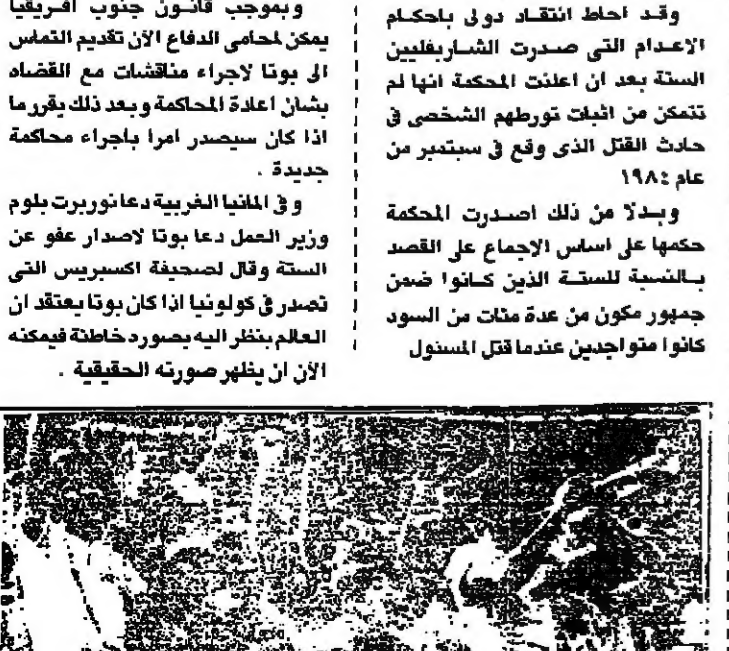 وقد احاط انتقاد دولى باحكام
الاعدام التى صدرت الشاربفليين
الستة بعد ان اعلنت المحكمة انها لم
تتمكن من اثبات تورطهم الشخصى فى
حادث القتل الذى وقع فى سبتمبر من
عام ١٩٨٤
وبدلا من ذلك اصدرت المحكمة
حكمها على اساس الإجماع على القصد
بالنسبة للستة الذين كانوا ضمن
جمهور مكون من عدة مئات من السود
كانوا متواجدين عندما قتل المسئول
وبموجب قانون جنوب افريقيا
يمكن لمحامى الدفاع الآن تقديم التماس
الى بوتا لاجراء مناقشات مع القضاه
بشان اعادة المحاكمة وبعد ذلك يقرر ما
اذا كان سيصدر امرا باجراء محاكمة
جديدة .
وفى المانيا الغربية دعا نوربرت بلوم
وزير العمل دعا بوتا لاصدار عفو عن
الستة وقال لصحيفة اكسبريس التى
تصدر فى كولونيا اذا كان بوتا يعتقد ان
العالم ينظر اليه بصورد خاطئة فيمكنه
الآن ان يظهر صورته الحقيقية .